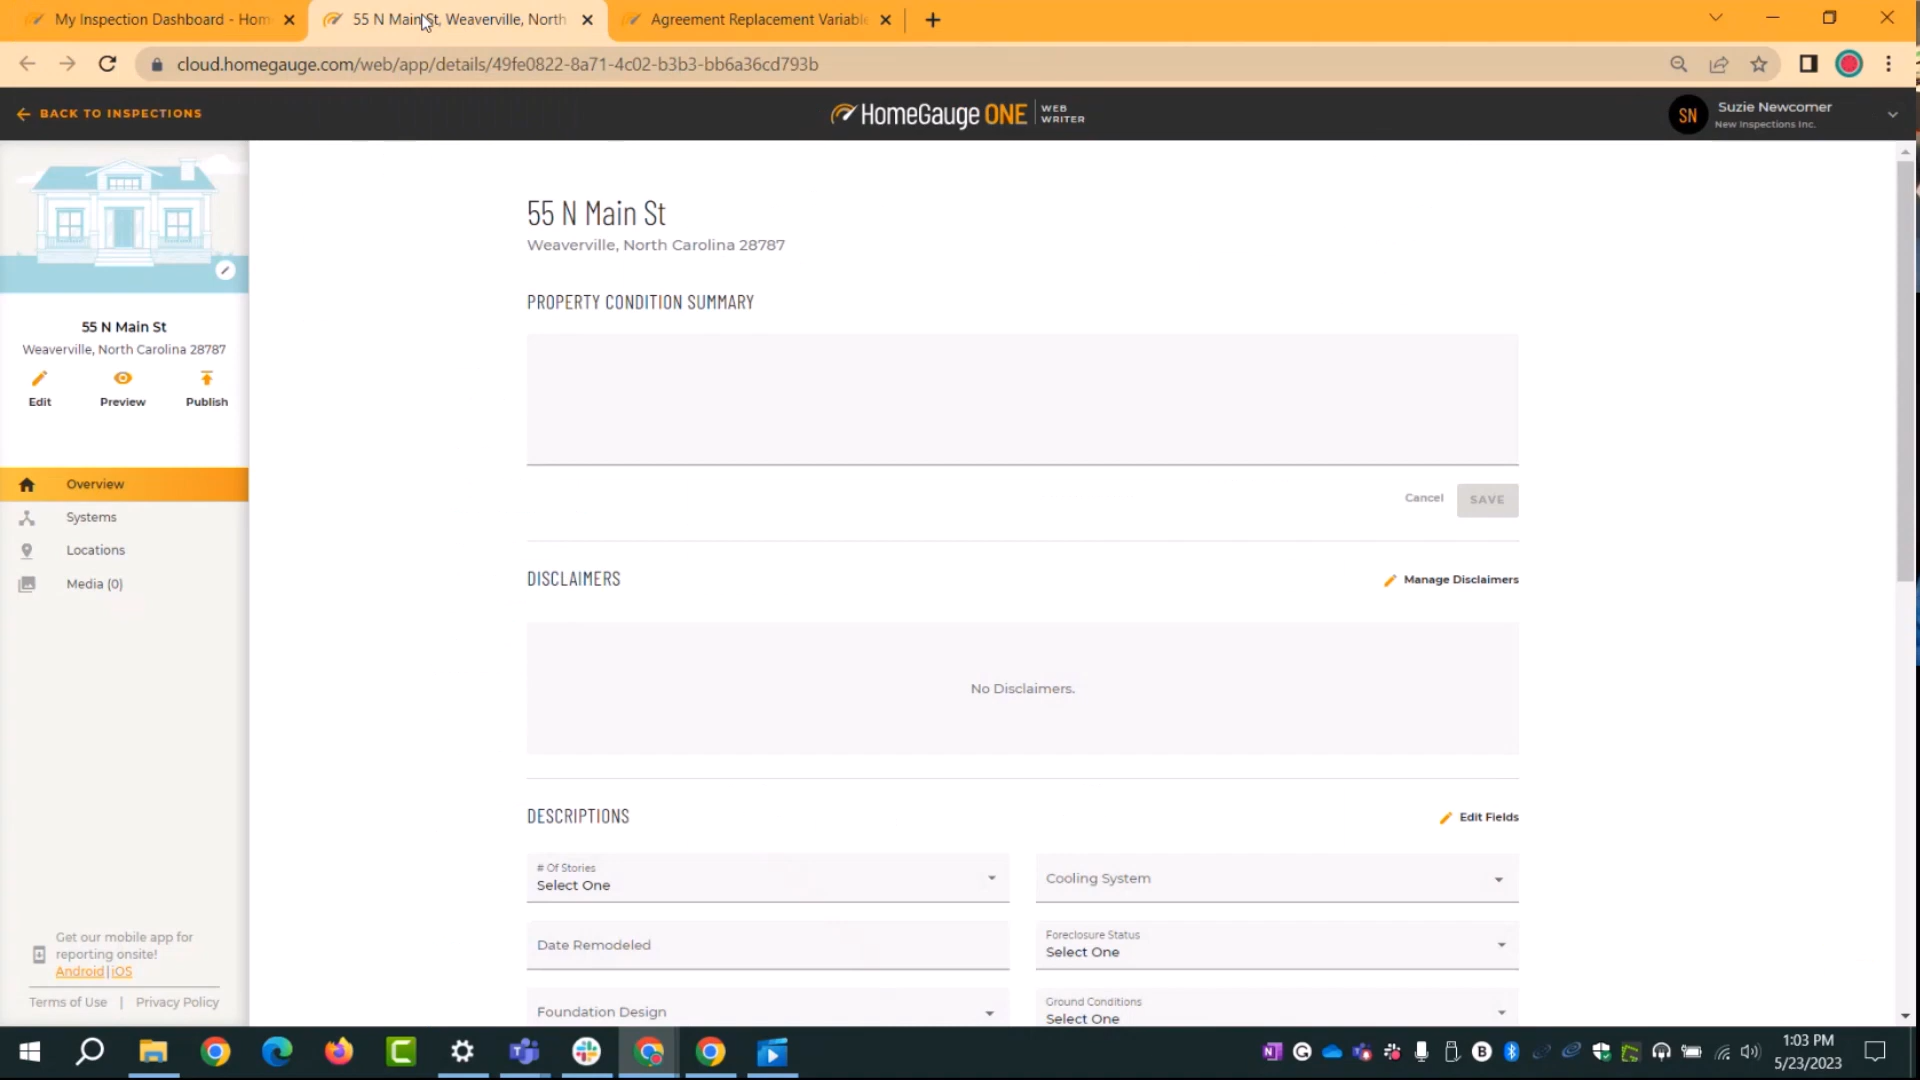 My Inspection Dashboard - Hom
55 N Main St, Weaverville, North
Agreement Replacement Variabl
cloud.homegauge.com/web/app/details/49fe0822-8a71-4c02-b3b3-bb6a36cd793b
BACK TO INSPECTIONS
HomeGauge ONE
WEB
WRITER
SN
Suzie Newcomer
New Inspections Inc.
55 N Main St
Weaverville, North Carolina 28787
Edit
Preview
Publish
Overview
Systems
Locations
Media (0)
Get our mobile app for
reporting onsite!
Android|iOS
Terms of Use | Privacy Policy
55 N Main St
Weaverville, North Carolina 28787
PROPERTY CONDITION SUMMARY
Cancel
SAVE
DISCLAIMERS
Manage Disclaimers
No Disclaimers.
DESCRIPTIONS
Edit Fields
# Of Stories
Select One
Cooling System
Date Remodeled
Foreclosure Status
Select One
Foundation Design
Ground Conditions
Select One
1:03 PM
5/23/2023